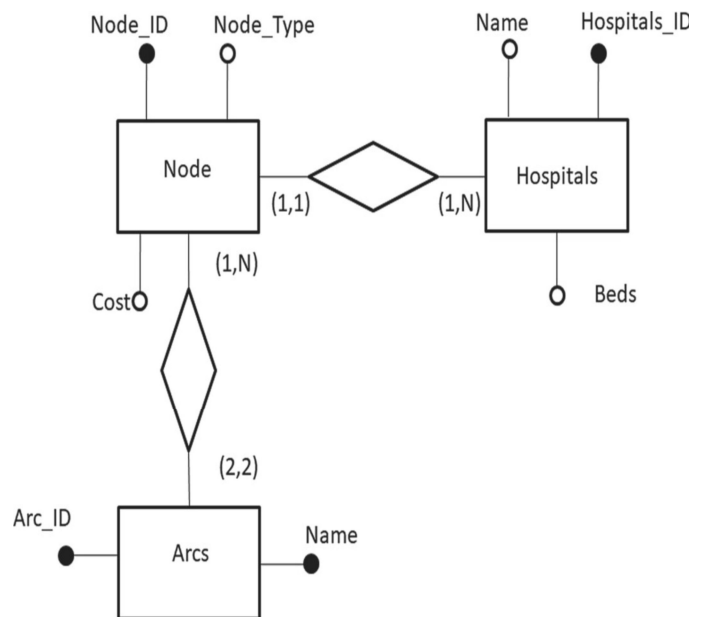 Node_ID
Node_Type
Name
Hospitals_ID
Node
Hospitals
(1,1)
(1,N)
(1,N)
Cost
Beds
(2,2)
Arc_ID
Name
Arcs